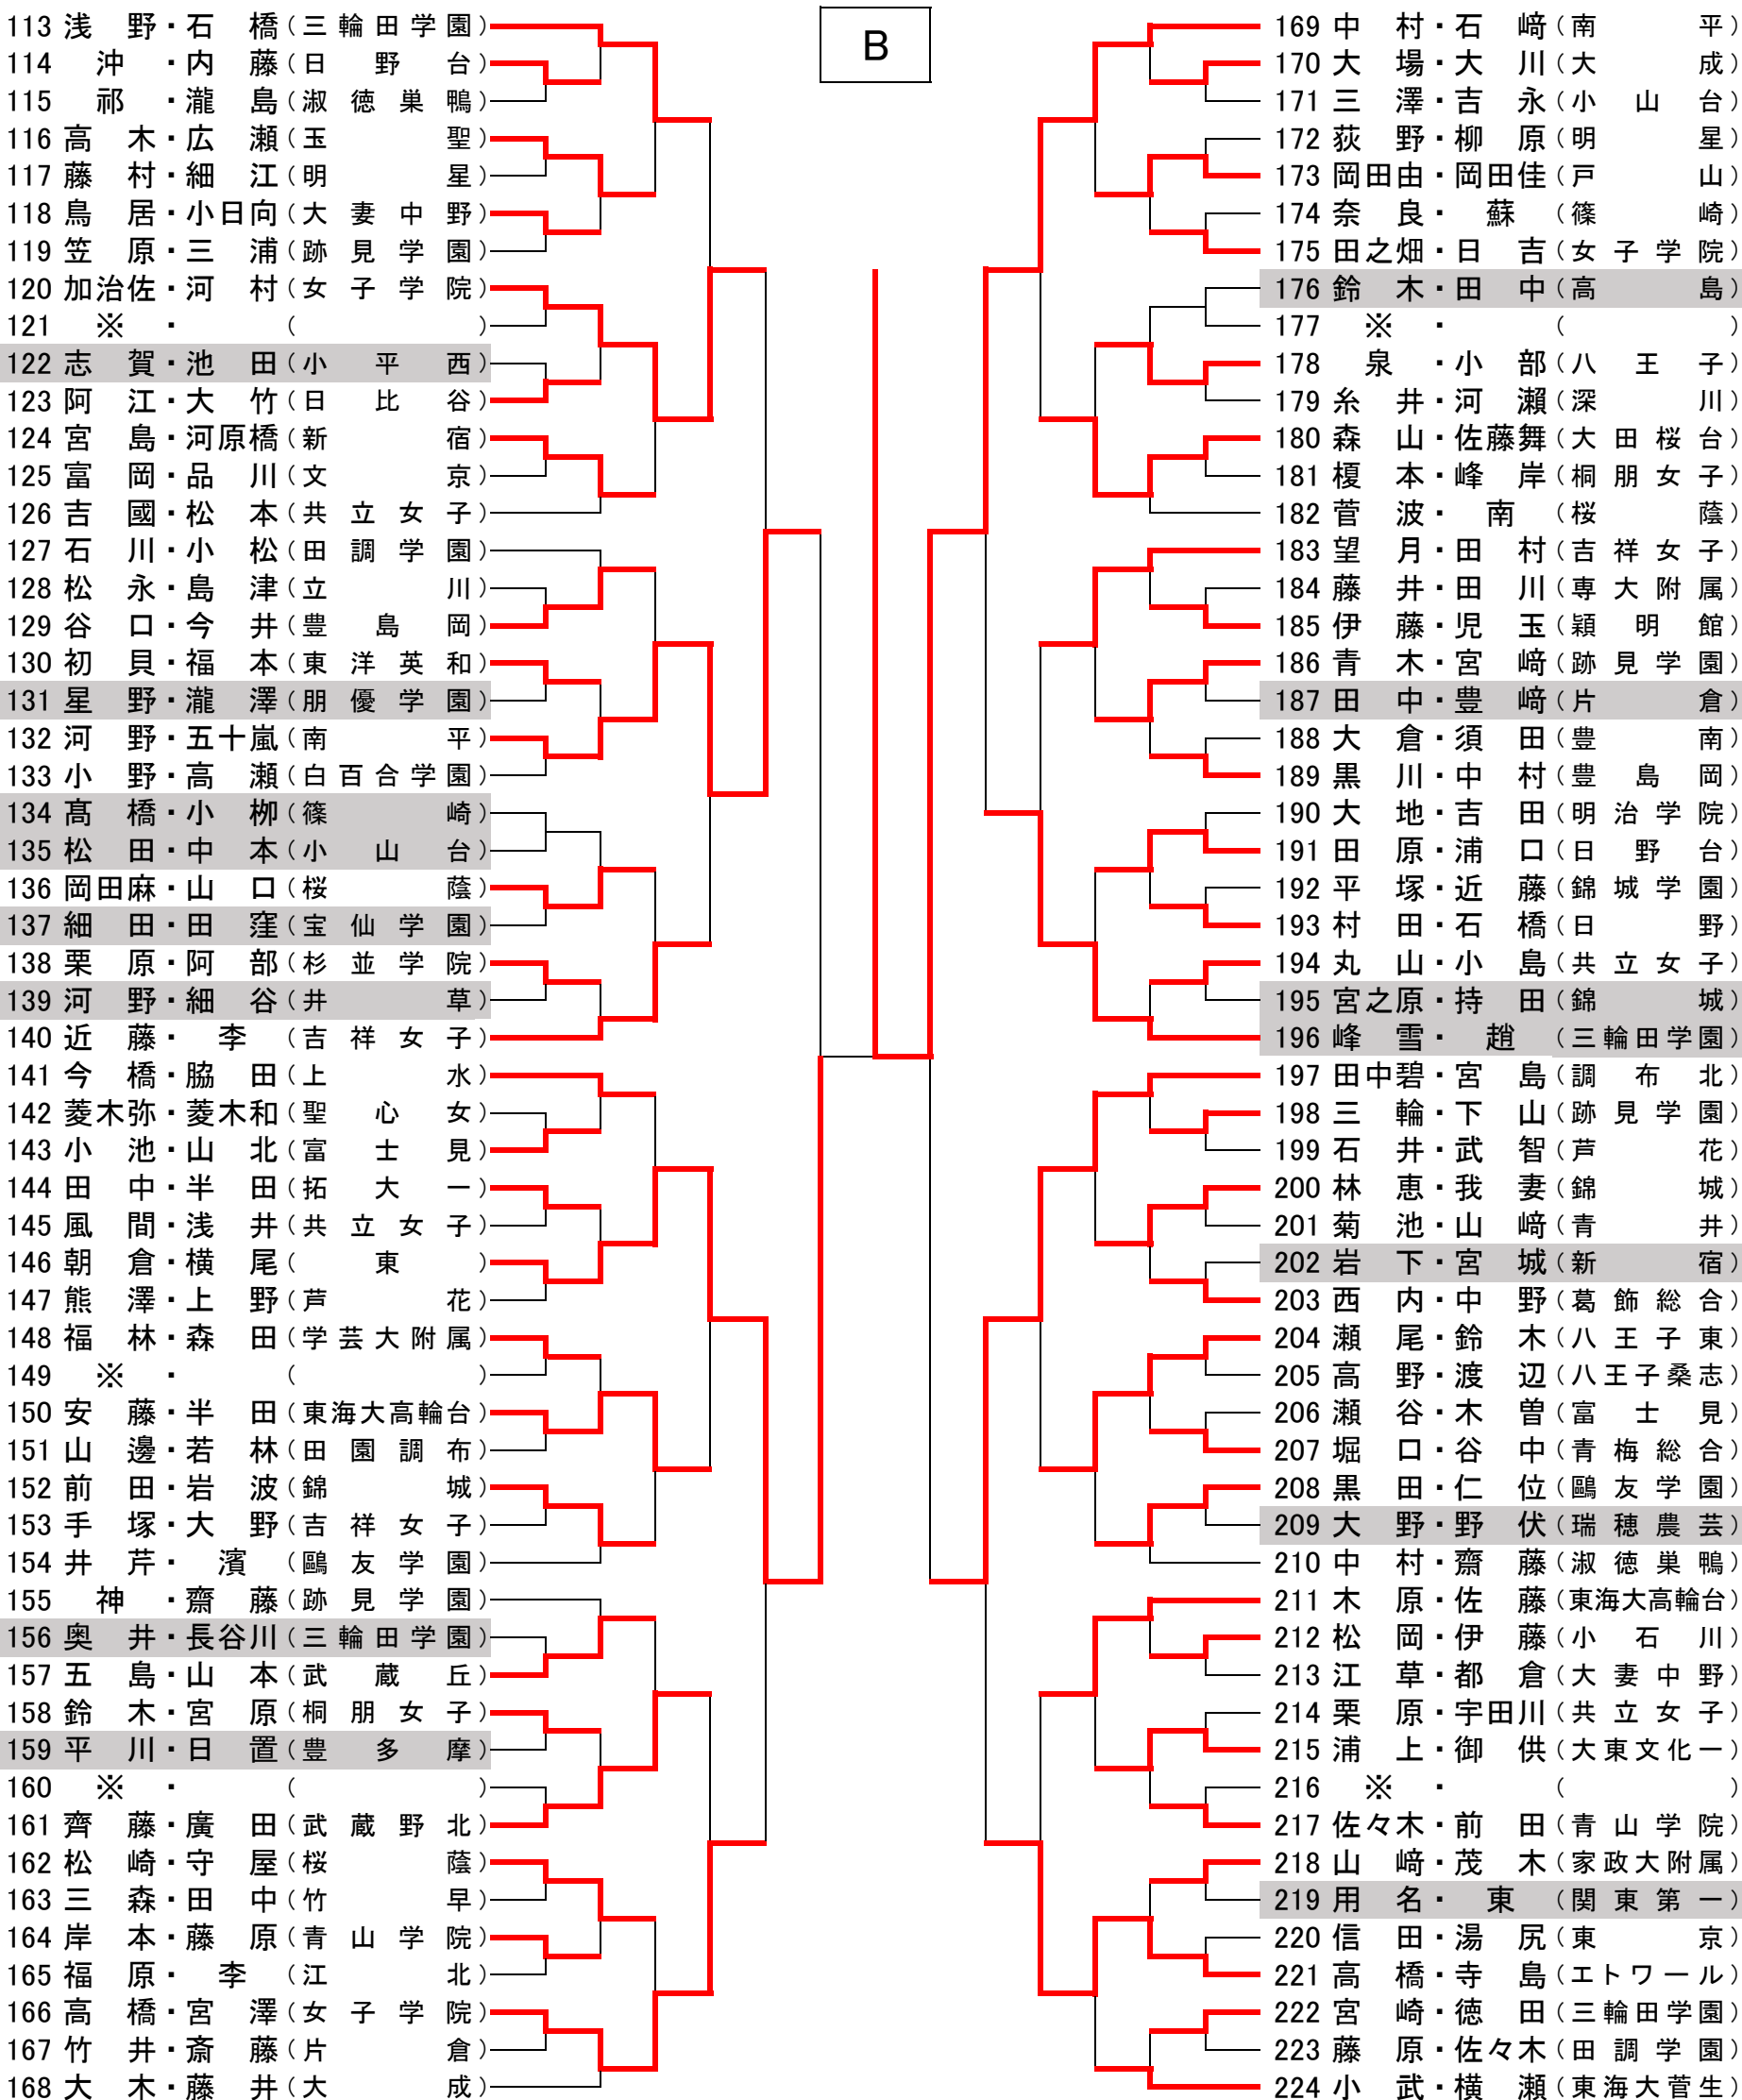 B
113 浅野・石橋(三輪田学園)
114 沖・内藤(日野台)
115 祁・瀧島(淑徳巣鴨)
116 高木・広瀬(玉聖)
117 藤村・細江(明星)
118 鳥居・小日向(大妻中野)
119 笠原・三浦(跡見学園)
120 加治佐・河村(女子学院)
121 ※・( )
122 志賀・池田(小平西)
123 阿江・大竹(日比谷)
124 宮島・河原橋(新宿)
125 富岡・品川(文京)
126 吉國・松本(共立女子)
127 石川・小松(田調学園)
128 松永・島津(立川)
129 谷口・今井(豊島岡)
130 初貝・福本(東洋英和)
131 星野・瀧澤(朋優学園)
132 河野・五十嵐(南平)
133 小野・高瀬(白百合学園)
134 髙橋・小栁(篠崎)
135 松田・中本(小山台)
136 岡田麻・山口(桜蔭)
137 細田・田窪(宝仙学園)
138 栗原・阿部(杉並学院)
139 河野・細谷(井草)
140 近藤・李(吉祥女子)
141 今橋・脇田(上水)
142 菱木弥・菱木和(聖心女)
143 小池・山北(富士見)
144 田中・半田(拓大一)
145 風間・浅井(共立女子)
146 朝倉・横尾(東)
147 熊澤・上野(芦花)
148 福林・森田(学芸大附属)
149 ※・( )
150 安藤・半田(東海大高輪台)
151 山邊・若林(田園調布)
152 前田・岩波(錦城)
153 手塚・大野(吉祥女子)
154 井芹・濱(鷗友学園)
155 神・齋藤(跡見学園)
156 奥井・長谷川(三輪田学園)
157 五島・山本(武蔵丘)
158 鈴木・宮原(桐朋女子)
159 平川・日置(豊多摩)
160 ※・( )
161 齊藤・廣田(武蔵野北)
162 松崎・守屋(桜蔭)
163 三森・田中(竹早)
164 岸本・藤原(青山学院)
165 福原・李(江北)
166 高橋・宮澤(女子学院)
167 竹井・斎藤(片倉)
168 大木・藤井(大成)
169 中村・石﨑(南平)
170 大場・大川(大成)
171 三澤・吉永(小山台)
172 荻野・柳原(明星)
173 岡田由・岡田佳(戸山)
174 奈良・蘇(篠崎)
175 田之畑・日吉(女子学院)
176 鈴木・田中(高島)
177 ※・( )
178 泉・小部(八王子)
179 糸井・河瀨(深川)
180 森山・佐藤舞(大田桜台)
181 榎本・峰岸(桐朋女子)
182 菅波・南(桜蔭)
183 望月・田村(吉祥女子)
184 藤井・田川(専大附属)
185 伊藤・児玉(穎明館)
186 青木・宮﨑(跡見学園)
187 田中・豊﨑(片倉)
188 大倉・須田(豊南)
189 黒川・中村(豊島岡)
190 大地・吉田(明治学院)
191 田原・浦口(日野台)
192 平塚・近藤(錦城学園)
193 村田・石橋(日野)
194 丸山・小島(共立女子)
195 宮之原・持田(錦城)
196 峰雪・趙(三輪田学園)
197 田中碧・宮島(調布北)
198 三輪・下山(跡見学園)
199 石井・武智(芦花)
200 林恵・我妻(錦城)
201 菊池・山﨑(青井)
202 岩下・宮城(新宿)
203 西内・中野(葛飾総合)
204 瀬尾・鈴木(八王子東)
205 高野・渡辺(八王子桑志)
206 瀬谷・木曽(富士見)
207 堀口・谷中(青梅総合)
208 黒田・仁位(鷗友学園)
209 大野・野伏(瑞穂農芸)
210 中村・齋藤(淑徳巣鴨)
211 木原・佐藤(東海大高輪台)
212 松岡・伊藤(小石川)
213 江草・都倉(大妻中野)
214 栗原・宇田川(共立女子)
215 浦上・御供(大東文化一)
216 ※・( )
217 佐々木・前田(青山学院)
218 山﨑・茂木(家政大附属)
219 用名・東(関東第一)
220 信田・湯尻(東京)
221 高橋・寺島(エトワール)
222 宮崎・徳田(三輪田学園)
223 藤原・佐々木(田調学園)
224 小武・横瀬(東海大菅生)